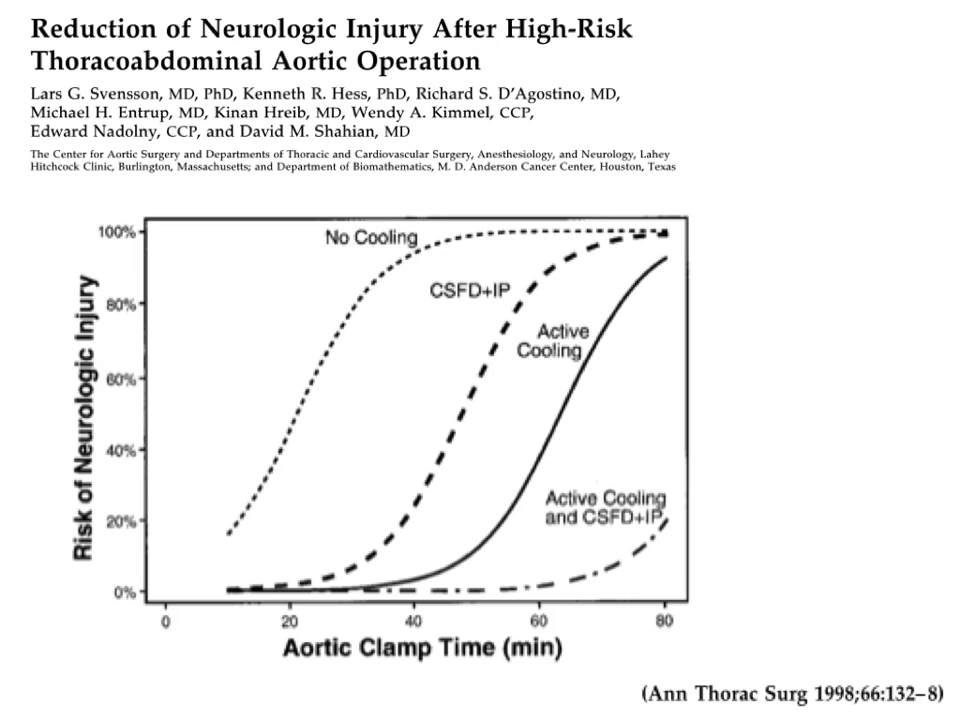 Reduction of Neurologic Injury After High-Risk
Thoracoabdominal Aortic Operation
Lars G. Svensson, MD, PhD, Kenneth R. Hess, PhD, Richard S. D'Agostino, MD,
Michael H. Entrup, MD, Kinan Hreib, MD, Wendy A. Kimmel, CCP,
Edward Nadolny, CCP, and David M. Shahian, MD
The Center for Aortic Surgery and Departments of Thoracic and Cardiovascular Surgery, Anesthesiology, and Neurology, Lahey
Hitchcock Clinic, Burlington, Massachusetts; and Department of Biomathematics, M. D. Anderson Cancer Center, Houston, Texas
Risk of Neurologic Injury
100%
80%
60%
40%
20%
0%
No Cooling
CSFD+IP
Active
Cooling
Active Cooling
and CSFD+IP
0 20 40 60 80
Aortic Clamp Time (min)
(Ann Thorac Surg 1998;66:132–8)